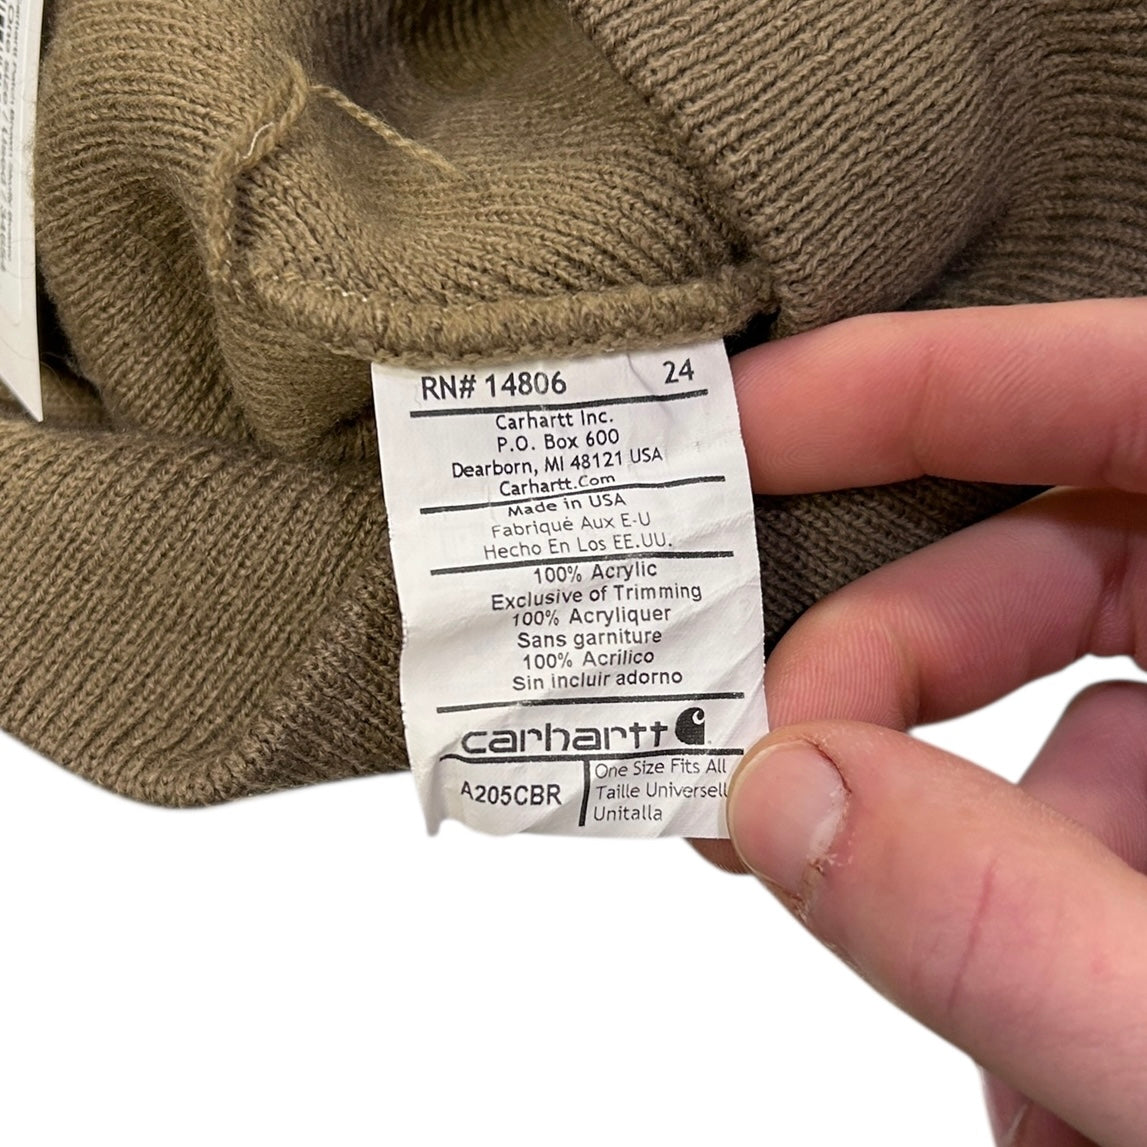 RN# 14806 24
Carhartt Inc.
P.O. Box 600
Dearborn, MI 48121 USA
Carhartt.Com
Made in USA
Fabriqué Aux E-U
Hecho En Los EE.UU.
100% Acrylic
Exclusive of Trimming
100% Acryliquer
Sans garniture
100% Acrilico
Sin incluir adorno
carhartt
A205CBR
One Size Fits All
Taille Universell
Unitalla